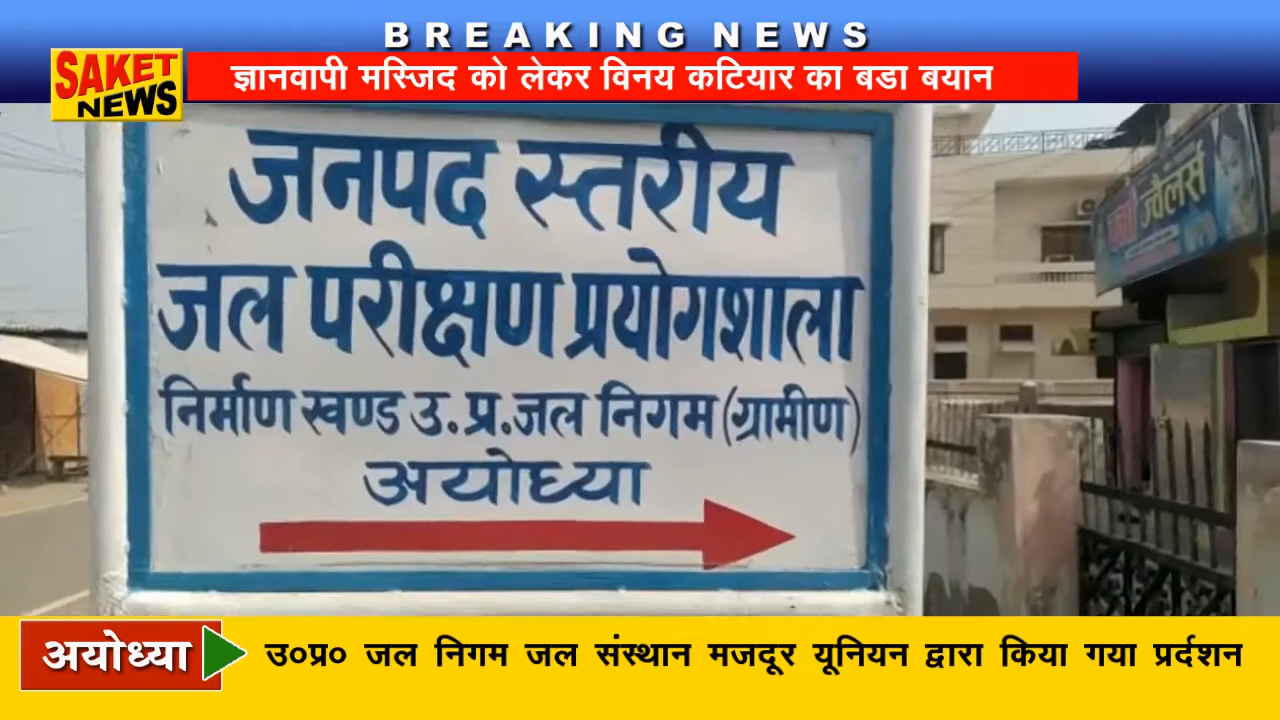 BREAKING NEWS
SAKET NEWS
ज्ञानवापी मस्जिद को लेकर विनय कटियार का बडा बयान
जनपद स्तरीय
जल परीक्षण प्रयोगशाला
निर्माण खण्ड उ.प्र.जल निगम (ग्रामीण)
अयोध्या
ज्वैलर्स
अयोध्या
उ०प्र० जल निगम जल संस्थान मजदूर यूनियन द्वारा किया गया प्रर्दशन